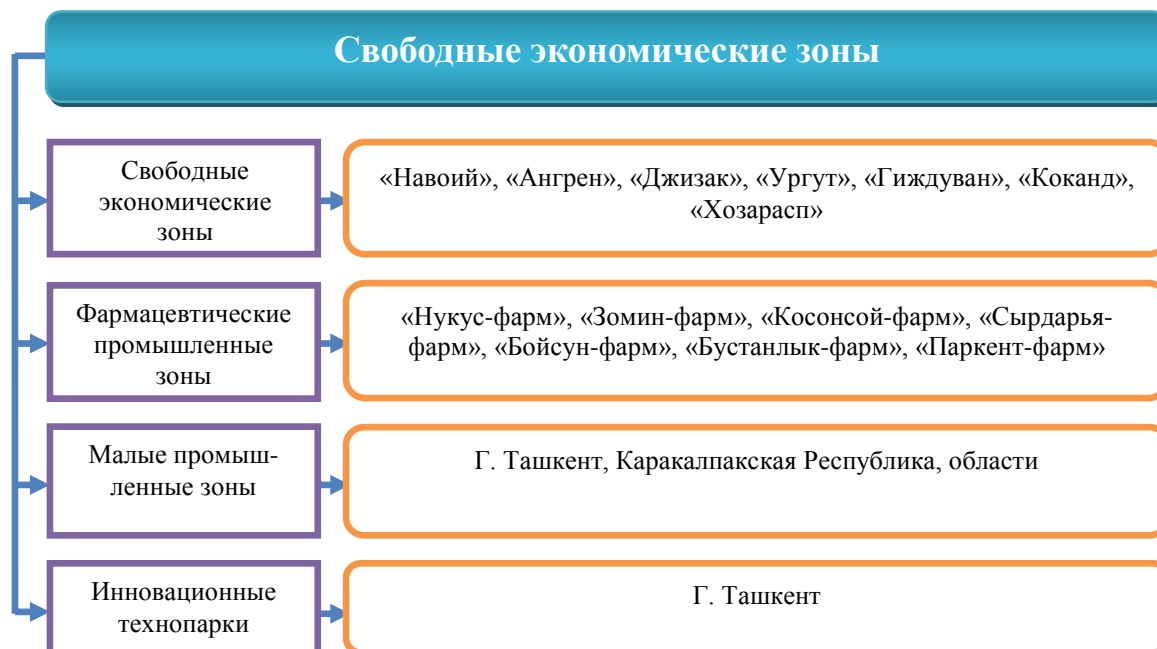 Свободные экономические зоны
Свободные
экономические
зоны
«Навоий», «Ангрен», «Джизак», «Ургут», «Гиждуван», «Коканд»,
«Хозарасп»
Фармацевтические
промышленные
зоны
«Нукус-фарм», «Зомин-фарм», «Косонсой-фарм», «Сырдарья-
фарм», «Бойсун-фарм», «Бустанлык-фарм», «Паркент-фарм»
Малые промыш-
ленные зоны
Г. Ташкент, Каракалпакская Республика, области
Инновационные
технопарки
Г. Ташкент